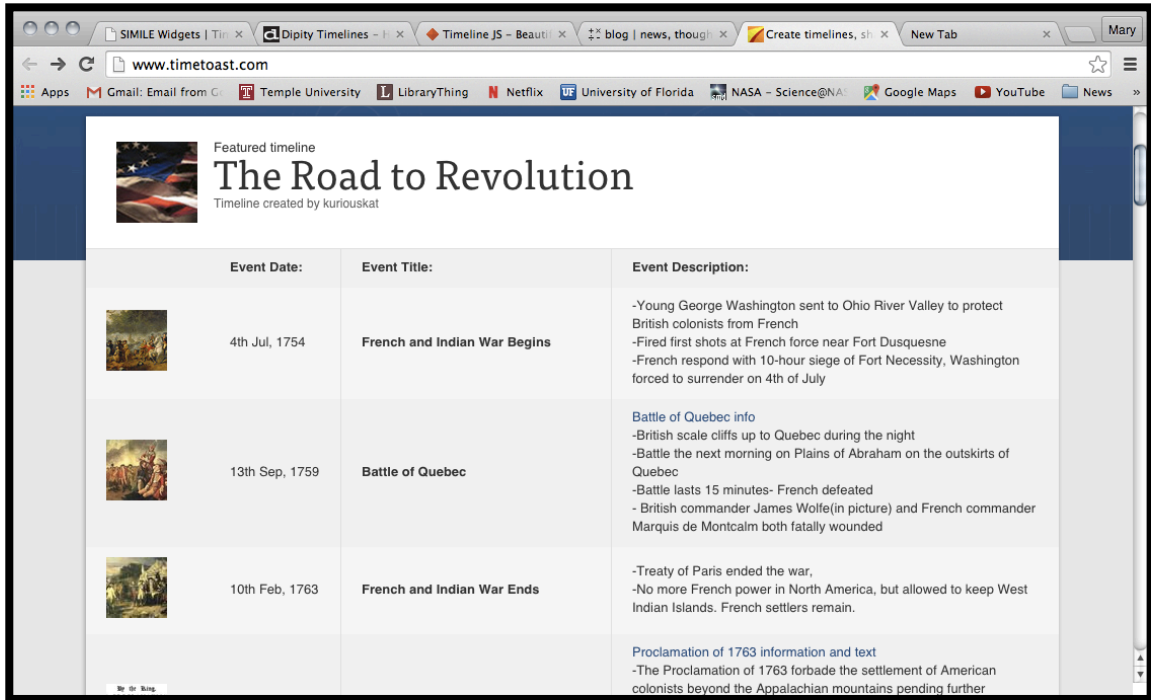 SIMILE Widgets | Tim
Dipity Timelines – H
Timeline JS – Beautif
blog | news, though
Create timelines, sh
New Tab
Mary
www.timetoast.com
Apps
Gmail: Email from Go
Temple University
LibraryThing
Netflix
University of Florida
NASA – Science@NAS
Google Maps
YouTube
News
»
Featured timeline
The Road to Revolution
Timeline created by kuriouskat
Event Date: Event Title: Event Description:
4th Jul, 1754
French and Indian War Begins
-Young George Washington sent to Ohio River Valley to protect
British colonists from French
-Fired first shots at French force near Fort Dusquesne
-French respond with 10-hour siege of Fort Necessity, Washington
forced to surrender on 4th of July
13th Sep, 1759
Battle of Quebec
Battle of Quebec info
-British scale cliffs up to Quebec during the night
-Battle the next morning on Plains of Abraham on the outskirts of
Quebec
-Battle lasts 15 minutes- French defeated
- British commander James Wolfe(in picture) and French commander
Marquis de Montcalm both fatally wounded
10th Feb, 1763
French and Indian War Ends
-Treaty of Paris ended the war,
-No more French power in North America, but allowed to keep West
Indian Islands. French settlers remain.
By the King.
Proclamation of 1763 information and text
-The Proclamation of 1763 forbade the settlement of American
colonists beyond the Appalachian mountains pending further